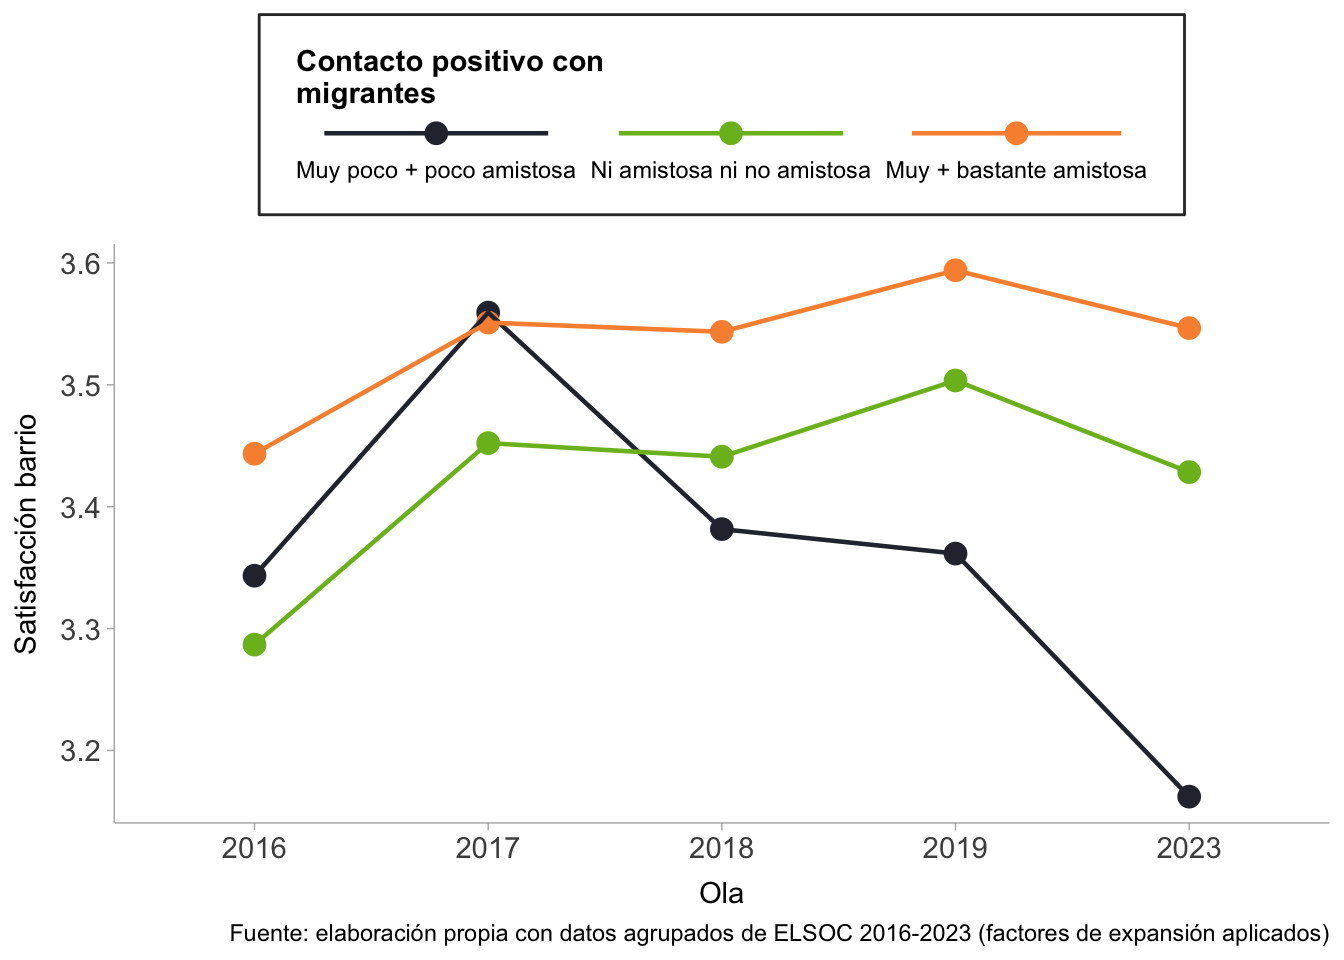 Contacto positivo con
migrantes
Muy poco + poco amistosa
Ni amistosa ni no amistosa
Muy + bastante amistosa
3.6
3.5
3.4
3.3
3.2
Satisfacción barrio
2016
2017
2018
2019
2023
Ola
Fuente: elaboración propia con datos agrupados de ELSOC 2016-2023 (factores de expansión aplicados)